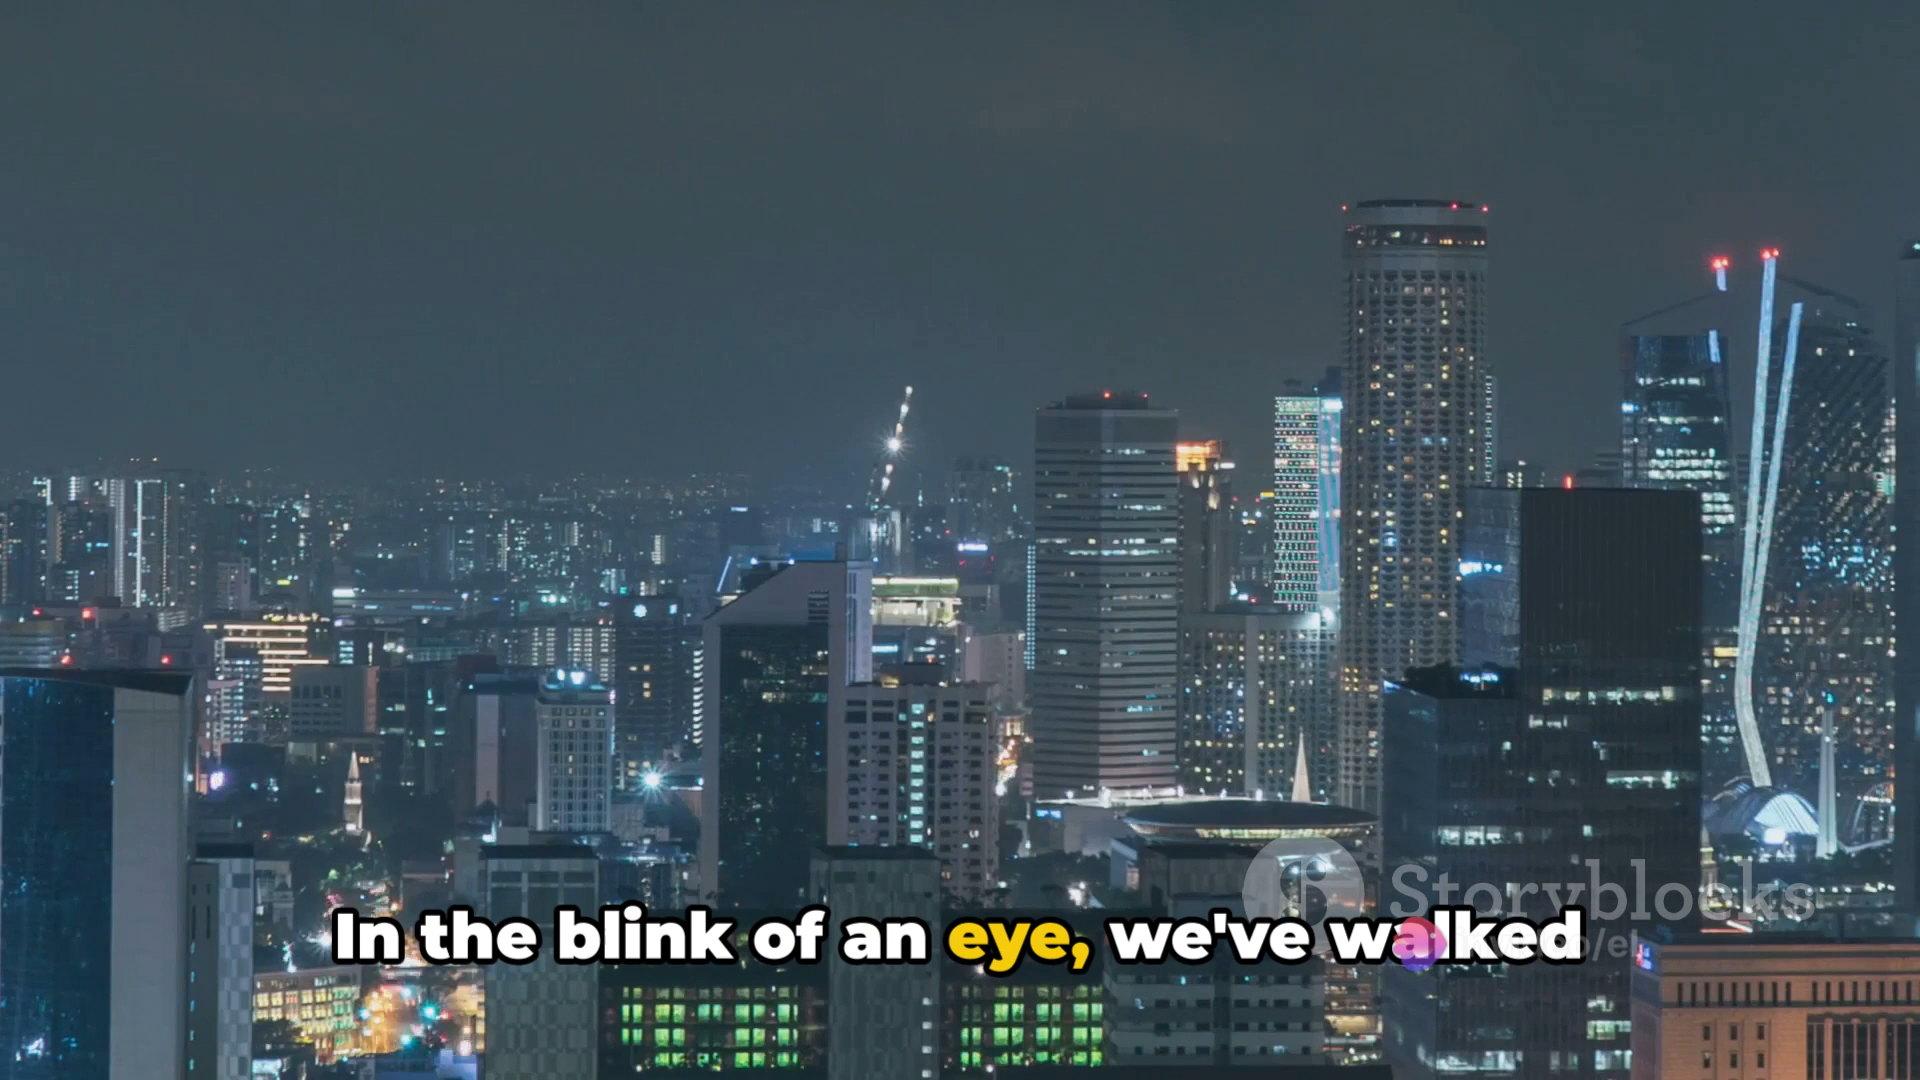 Storyblocks
In the blink of an eye, we've walked